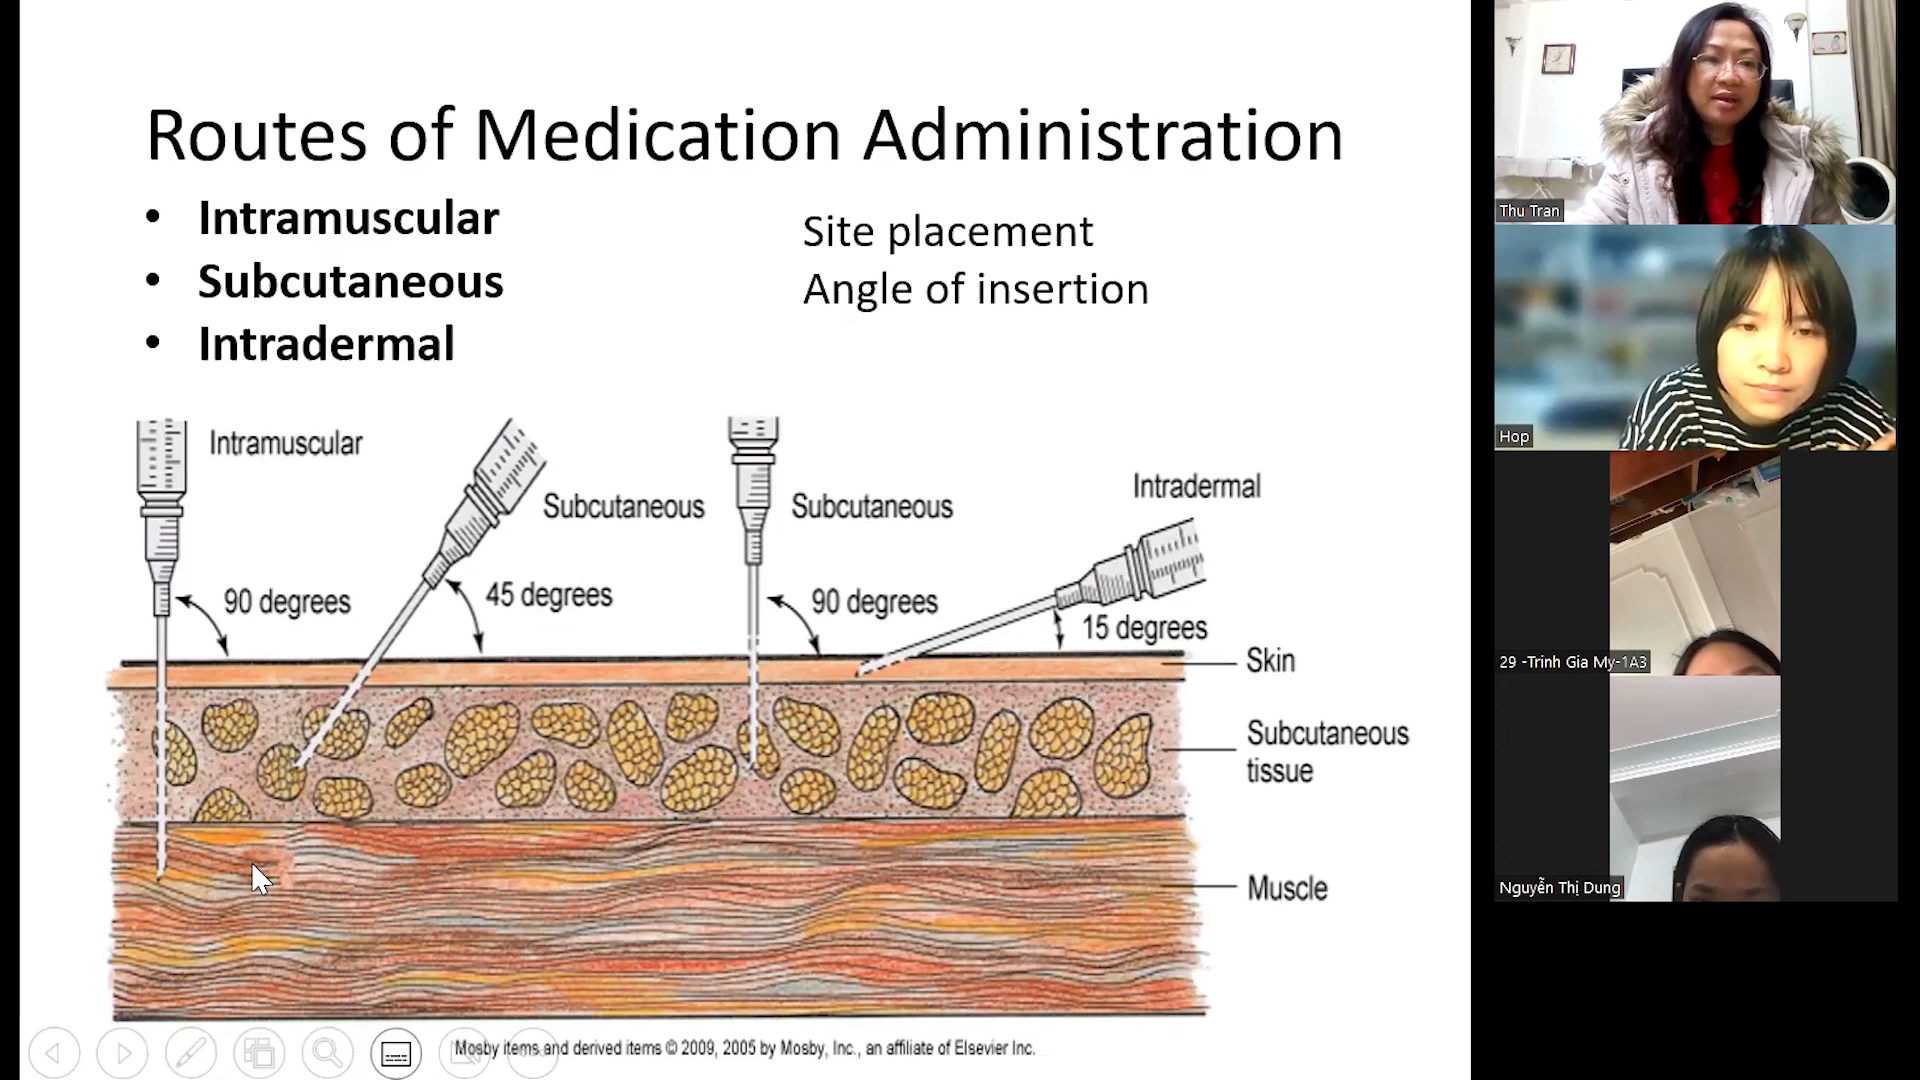 Routes of Medication Administration
• Intramuscular
• Subcutaneous
• Intradermal
Site placement
Angle of insertion
Intramuscular
Subcutaneous
Subcutaneous
Intradermal
90 degrees
45 degrees
90 degrees
15 degrees
Skin
Subcutaneous
tissue
Muscle
Mosby items and derived items © 2009, 2005 by Mosby, Inc., an affiliate of Elsevier Inc.
Thu Tran
Hop
29 -Trinh Gia My-1A3
Nguyễn Thị Dung